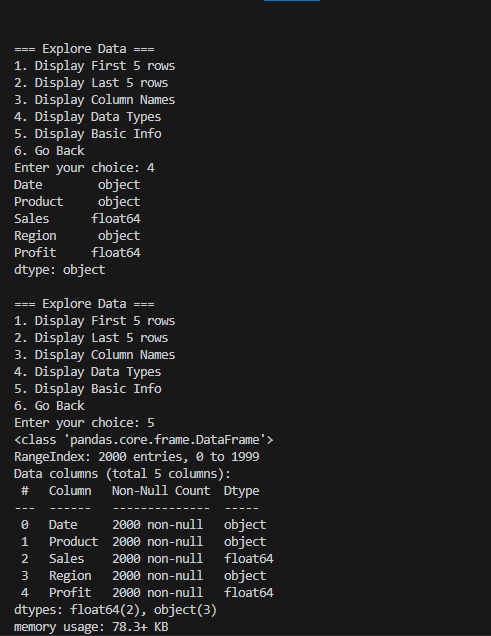 === Explore Data ===
1. Display First 5 rows
2. Display Last 5 rows
3. Display Column Names
4. Display Data Types
5. Display Basic Info
6. Go Back
Enter your choice: 4
Date        object
Product     object
Sales      float64
Region      object
Profit     float64
dtype: object

=== Explore Data ===
1. Display First 5 rows
2. Display Last 5 rows
3. Display Column Names
4. Display Data Types
5. Display Basic Info
6. Go Back
Enter your choice: 5
<class 'pandas.core.frame.DataFrame'>
RangeIndex: 2000 entries, 0 to 1999
Data columns (total 5 columns):
 #   Column   Non-Null Count  Dtype
---  ------   --------------  -----
 0   Date     2000 non-null   object
 1   Product  2000 non-null   object
 2   Sales    2000 non-null   float64
 3   Region   2000 non-null   object
 4   Profit   2000 non-null   float64
dtypes: float64(2), object(3)
memory usage: 78.3+ KB